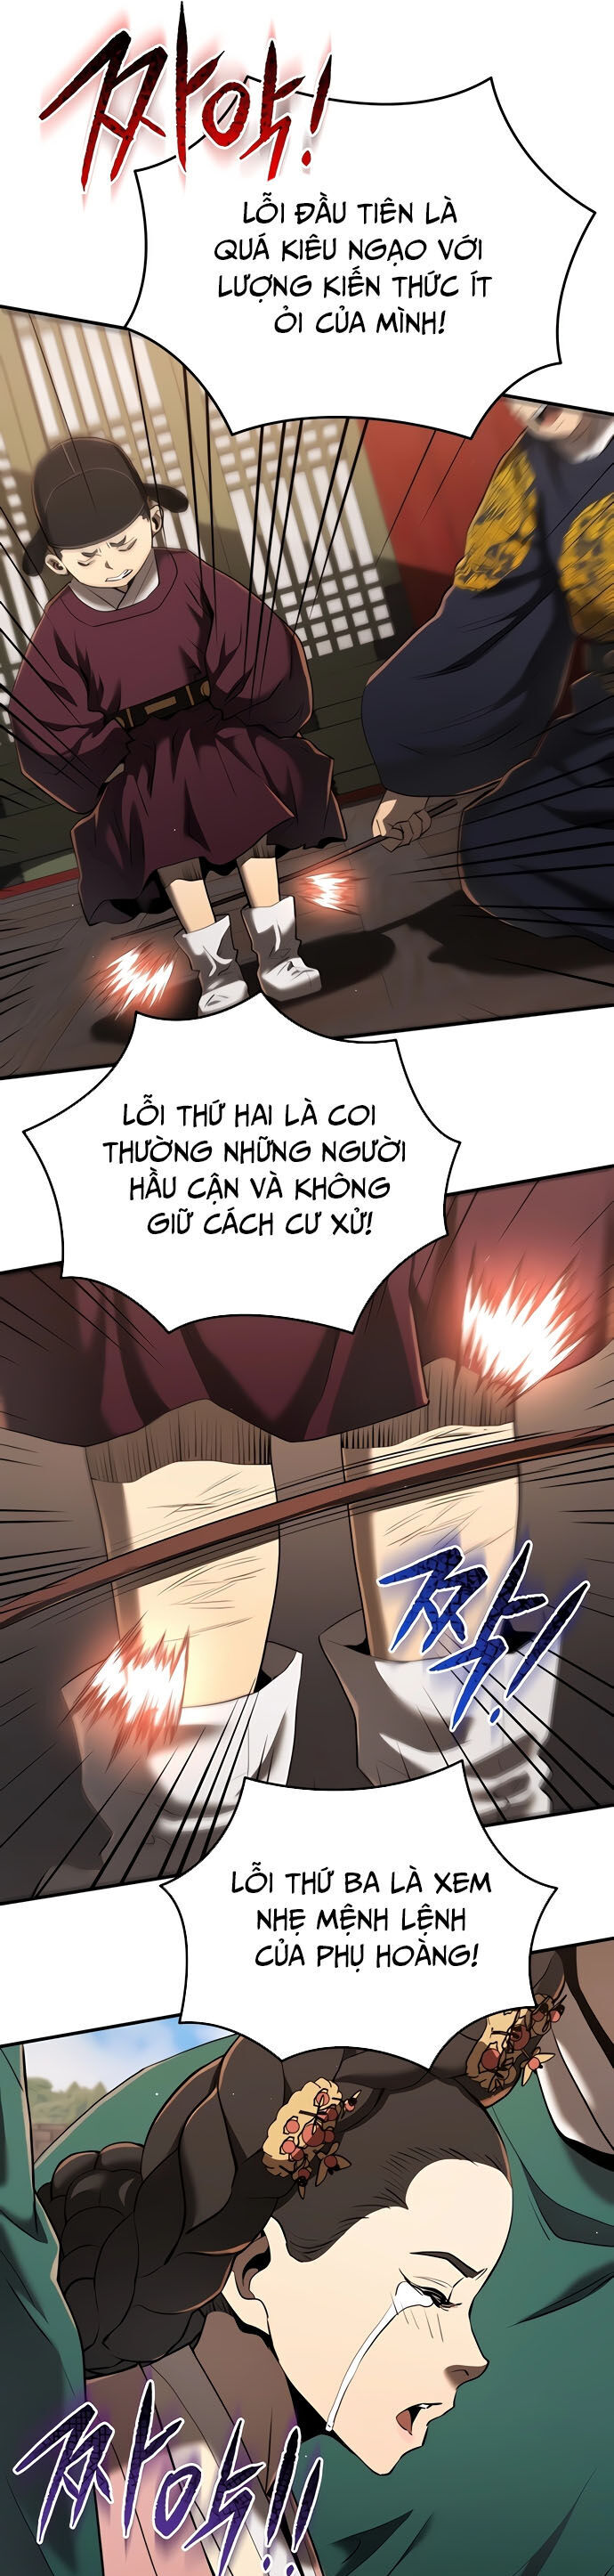 짜악!
LỖI ĐẦU TIÊN LÀ
QUÁ KIÊU NGẠO VỚI
LƯỢNG KIẾN THỨC ÍT
ỎI CỦA MÌNH!
LỖI THỨ HAI LÀ COI
THƯỜNG NHỮNG NGƯỜI
HẦU CẬN VÀ KHÔNG
GIỮ CÁCH CƯ XỬ!
짝!!
LỖI THỨ BA LÀ XEM
NHẸ MỆNH LỆNH
CỦA PHỤ HOÀNG!
짜악!!